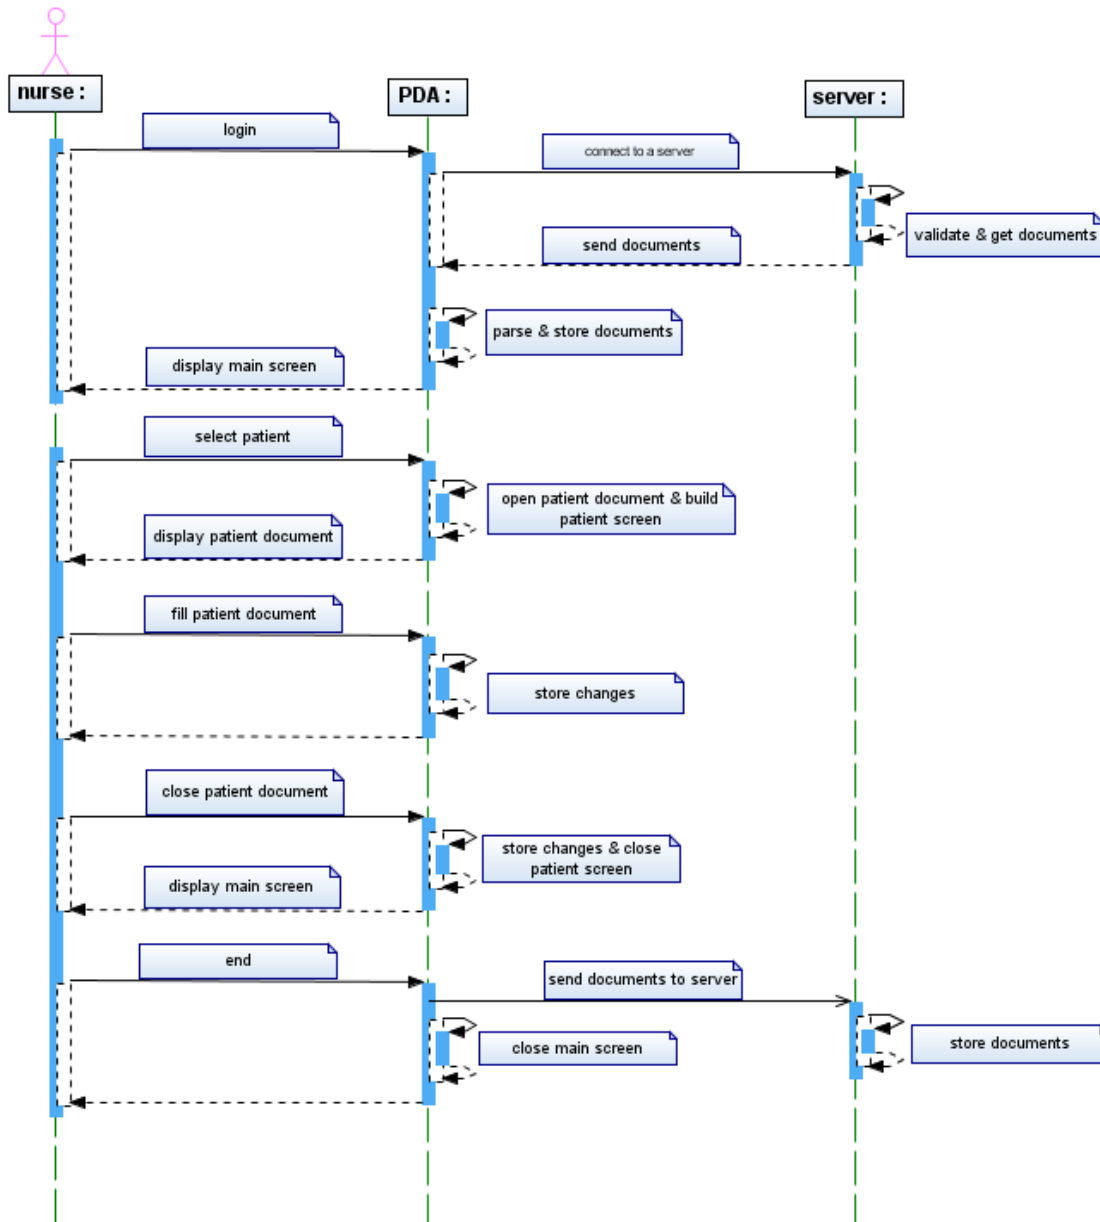 nurse :
PDA :
server :
login
connect to a server
validate & get documents
send documents
parse & store documents
display main screen
select patient
open patient document & build
patient screen
display patient document
fill patient document
store changes
close patient document
store changes & close
patient screen
display main screen
end
send documents to server
close main screen
store documents